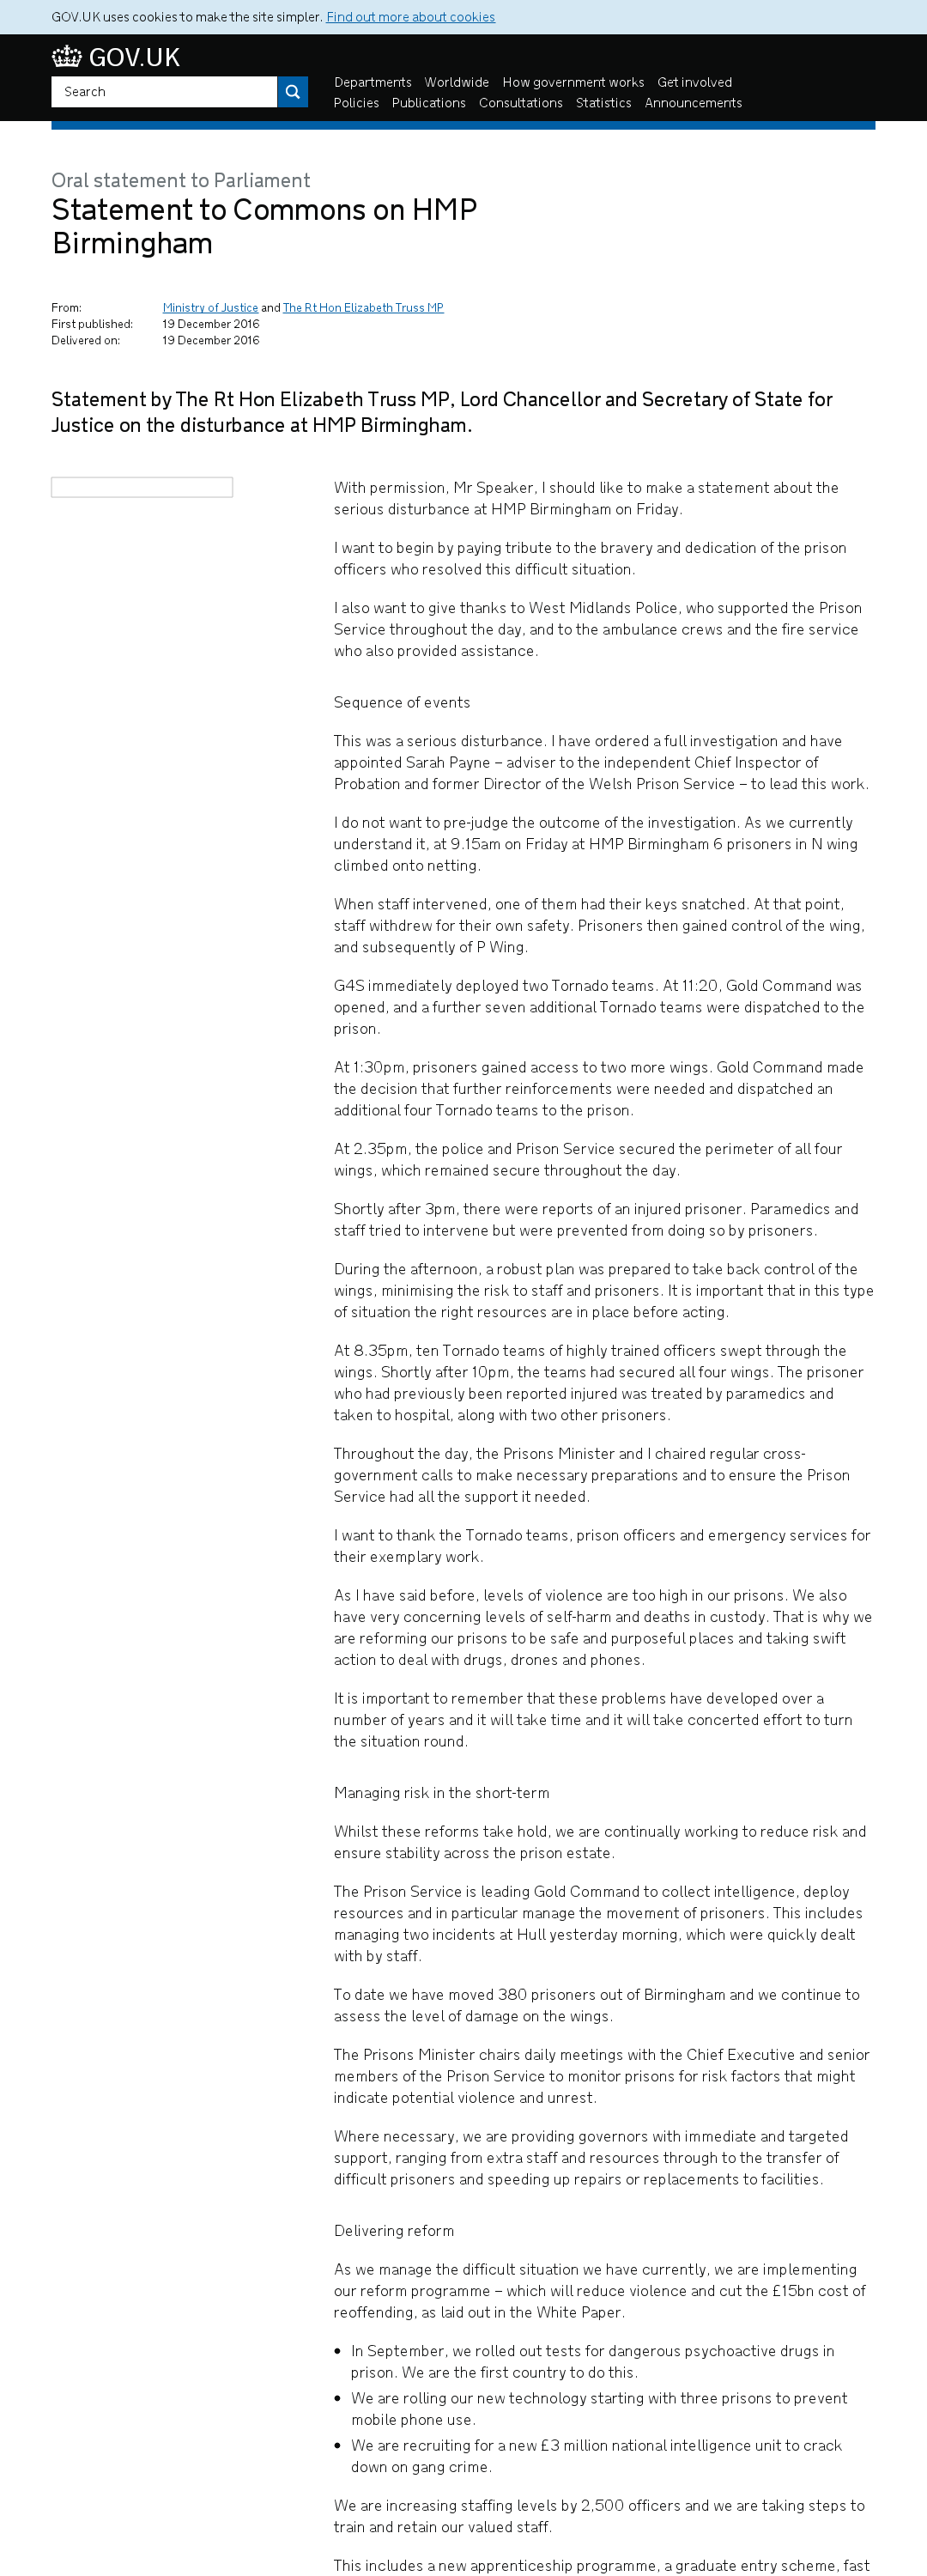 GOV.UK uses cookies to make the site simpler. Find out more about cookies
GOV.UK
Search
Departments Worldwide How government works Get involved
Policies Publications Consultations Statistics Announcements
Oral statement to Parliament
Statement to Commons on HMP
Birmingham
From: Ministry of Justice and The Rt Hon Elizabeth Truss MP
First published: 19 December 2016
Delivered on: 19 December 2016
Statement by The Rt Hon Elizabeth Truss MP, Lord Chancellor and Secretary of State for
Justice on the disturbance at HMP Birmingham.
With permission, Mr Speaker, I should like to make a statement about the
serious disturbance at HMP Birmingham on Friday.
I want to begin by paying tribute to the bravery and dedication of the prison
officers who resolved this difficult situation.
I also want to give thanks to West Midlands Police, who supported the Prison
Service throughout the day, and to the ambulance crews and the fire service
who also provided assistance.
Sequence of events
This was a serious disturbance. I have ordered a full investigation and have
appointed Sarah Payne – adviser to the independent Chief Inspector of
Probation and former Director of the Welsh Prison Service – to lead this work.
I do not want to pre-judge the outcome of the investigation. As we currently
understand it, at 9.15am on Friday at HMP Birmingham 6 prisoners in N wing
climbed onto netting.
When staff intervened, one of them had their keys snatched. At that point,
staff withdrew for their own safety. Prisoners then gained control of the wing,
and subsequently of P Wing.
G4S immediately deployed two Tornado teams. At 11:20, Gold Command was
opened, and a further seven additional Tornado teams were dispatched to the
prison.
At 1:30pm, prisoners gained access to two more wings. Gold Command made
the decision that further reinforcements were needed and dispatched an
additional four Tornado teams to the prison.
At 2.35pm, the police and Prison Service secured the perimeter of all four
wings, which remained secure throughout the day.
Shortly after 3pm, there were reports of an injured prisoner. Paramedics and
staff tried to intervene but were prevented from doing so by prisoners.
During the afternoon, a robust plan was prepared to take back control of the
wings, minimising the risk to staff and prisoners. It is important that in this type
of situation the right resources are in place before acting.
At 8.35pm, ten Tornado teams of highly trained officers swept through the
wings. Shortly after 10pm, the teams had secured all four wings. The prisoner
who had previously been reported injured was treated by paramedics and
taken to hospital, along with two other prisoners.
Throughout the day, the Prisons Minister and I chaired regular cross-
government calls to make necessary preparations and to ensure the Prison
Service had all the support it needed.
I want to thank the Tornado teams, prison officers and emergency services for
their exemplary work.
As I have said before, levels of violence are too high in our prisons. We also
have very concerning levels of self-harm and deaths in custody. That is why we
are reforming our prisons to be safe and purposeful places and taking swift
action to deal with drugs, drones and phones.
It is important to remember that these problems have developed over a
number of years and it will take time and it will take concerted effort to turn
the situation round.
Managing risk in the short-term
Whilst these reforms take hold, we are continually working to reduce risk and
ensure stability across the prison estate.
The Prison Service is leading Gold Command to collect intelligence, deploy
resources and in particular manage the movement of prisoners. This includes
managing two incidents at Hull yesterday morning, which were quickly dealt
with by staff.
To date we have moved 380 prisoners out of Birmingham and we continue to
assess the level of damage on the wings.
The Prisons Minister chairs daily meetings with the Chief Executive and senior
members of the Prison Service to monitor prisons for risk factors that might
indicate potential violence and unrest.
Where necessary, we are providing governors with immediate and targeted
support, ranging from extra staff and resources through to the transfer of
difficult prisoners and speeding up repairs or replacements to facilities.
Delivering reform
As we manage the difficult situation we have currently, we are implementing
our reform programme – which will reduce violence and cut the £15bn cost of
reoffending, as laid out in the White Paper.
• In September, we rolled out tests for dangerous psychoactive drugs in
prison. We are the first country to do this.
• We are rolling our new technology starting with three prisons to prevent
mobile phone use.
• We are recruiting for a new £3 million national intelligence unit to crack
down on gang crime.
We are increasing staffing levels by 2,500 officers and we are taking steps to
train and retain our valued staff.
This includes a new apprenticeship programme, a graduate entry scheme, fast